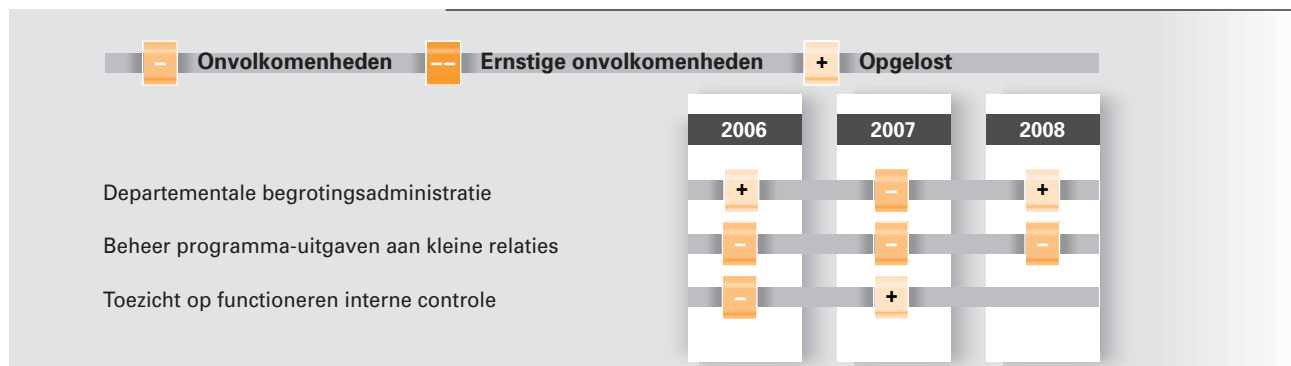 – Onvolkomenheden –– Ernstige onvolkomenheden + Opgelost
2006 2007 2008
Departementale begrotingsadministratie + – +
Beheer programma-uitgaven aan kleine relaties – – –
Toezicht op functioneren interne controle – +